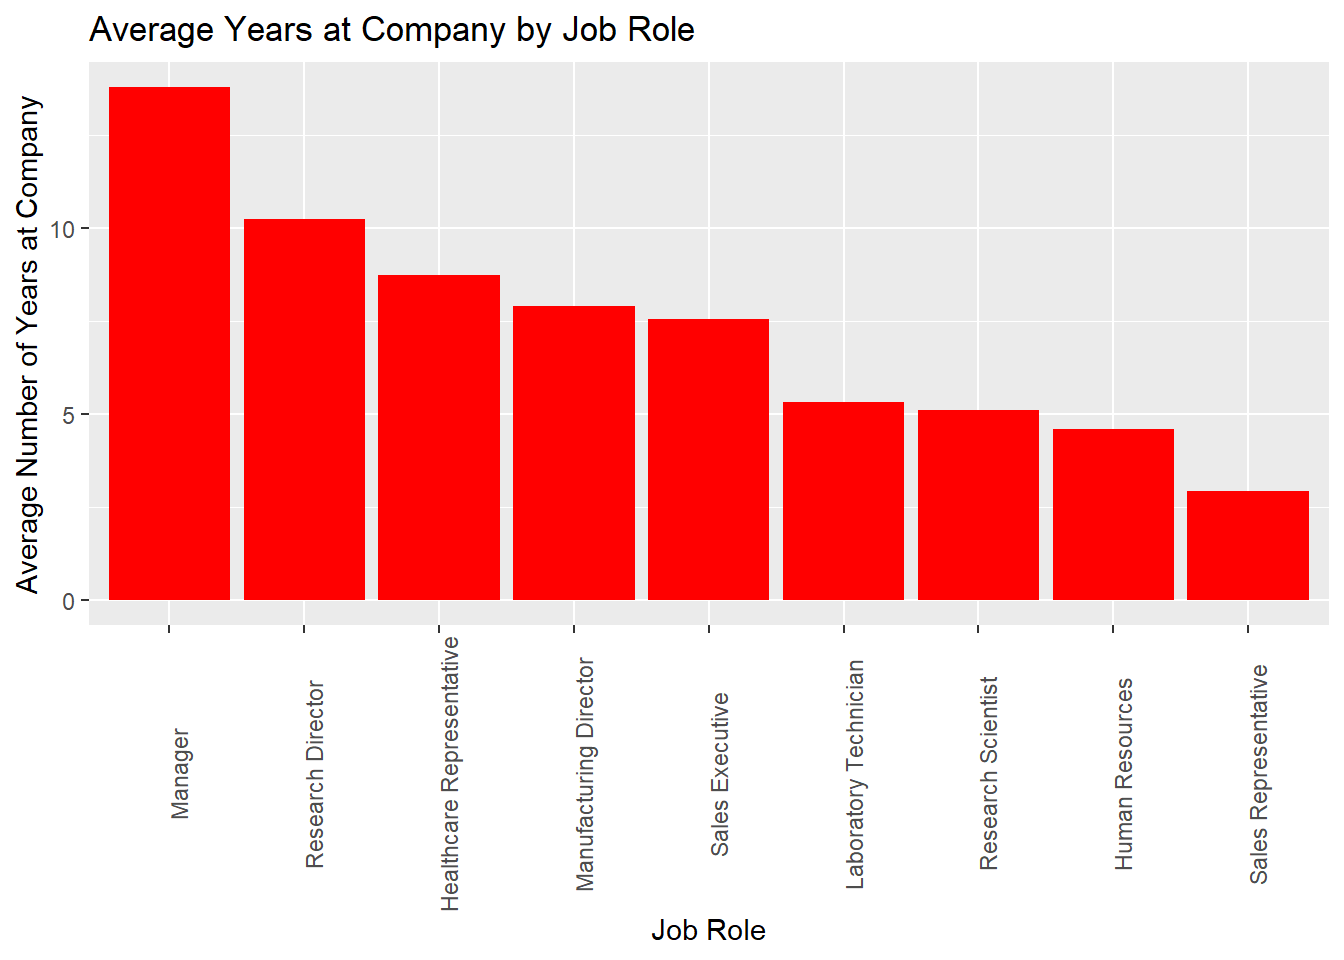 Average Years at Company by Job Role
Average Number of Years at Company
10
5
0
Manager
Research Director
Healthcare Representative
Manufacturing Director
Sales Executive
Laboratory Technician
Research Scientist
Human Resources
Sales Representative
Job Role